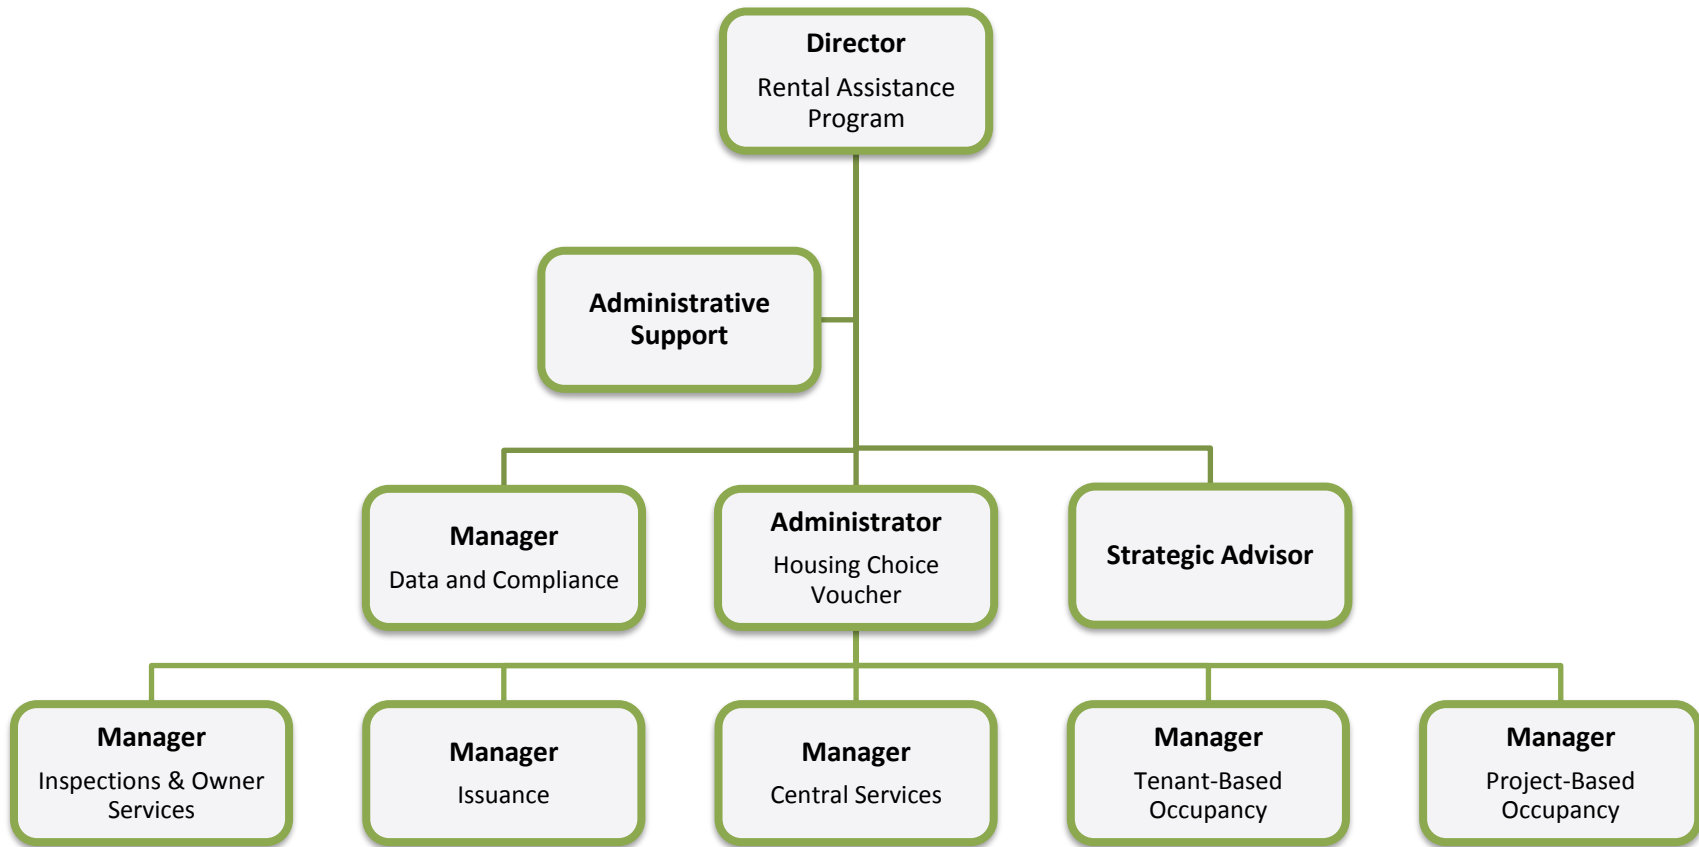 Director
Rental Assistance
Program
Administrative
Support
Manager
Data and Compliance
Administrator
Housing Choice
Voucher
Strategic Advisor
Manager
Inspections & Owner
Services
Manager
Issuance
Manager
Central Services
Manager
Tenant-Based
Occupancy
Manager
Project-Based
Occupancy